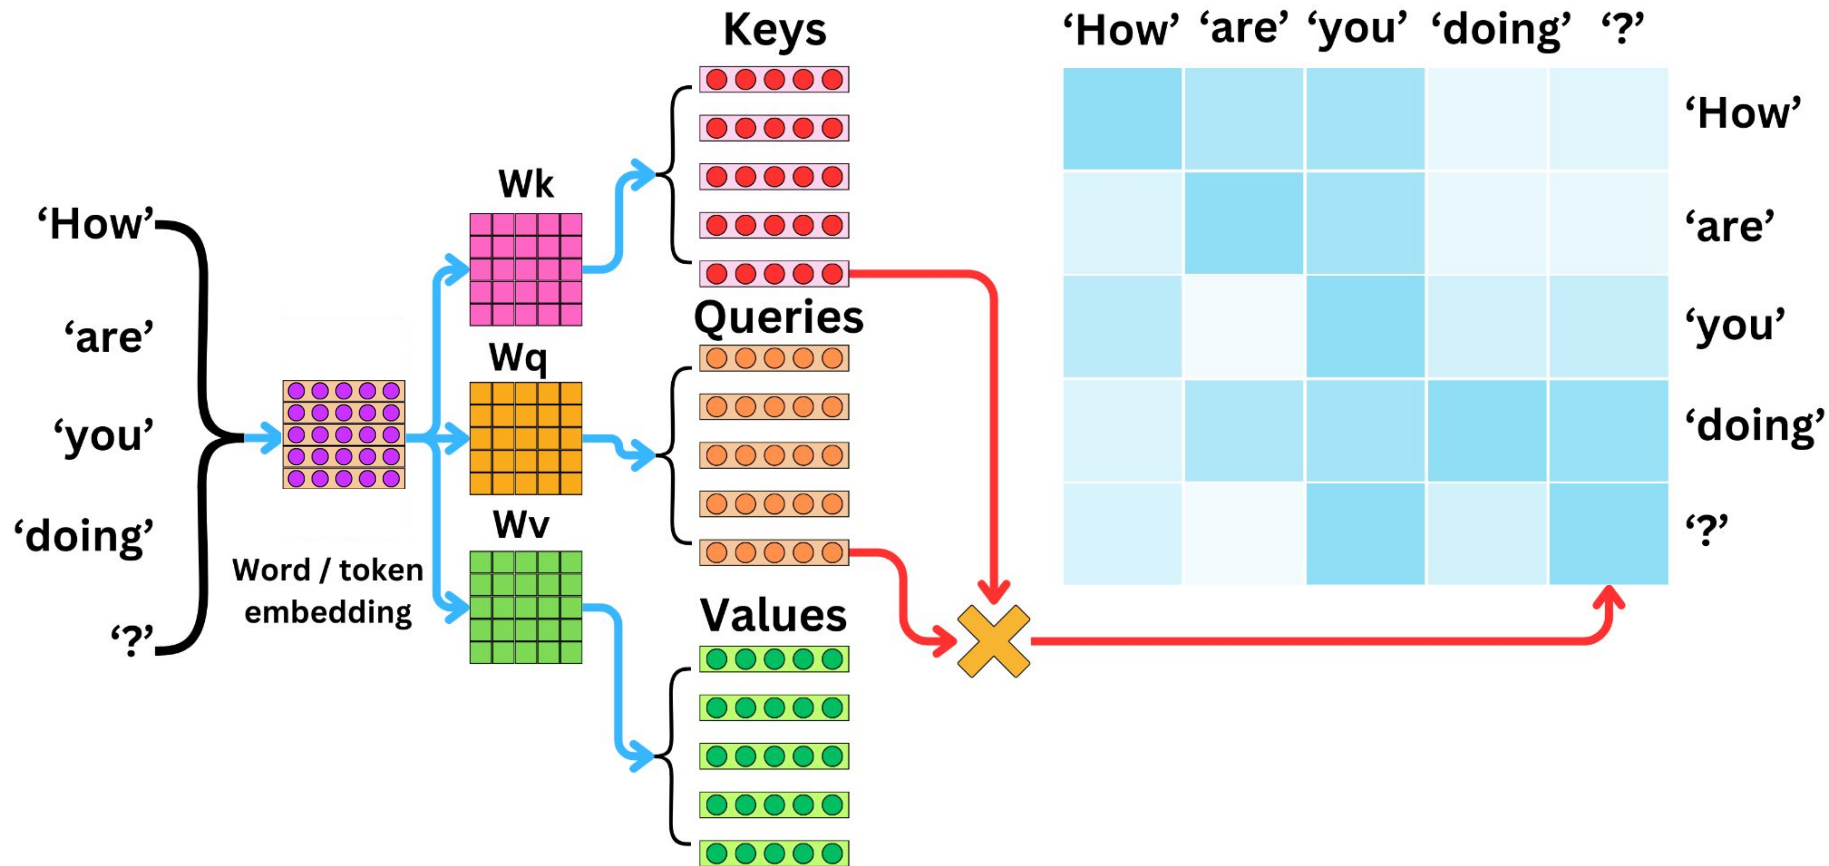 ‘How’
‘are’
‘you’
‘doing’
‘?’
Word / token
embedding
Wk
Wq
Wv
Keys
Queries
Values
‘How’ ‘are’ ‘you’ ‘doing’ ‘?’
‘How’
‘are’
‘you’
‘doing’
‘?’